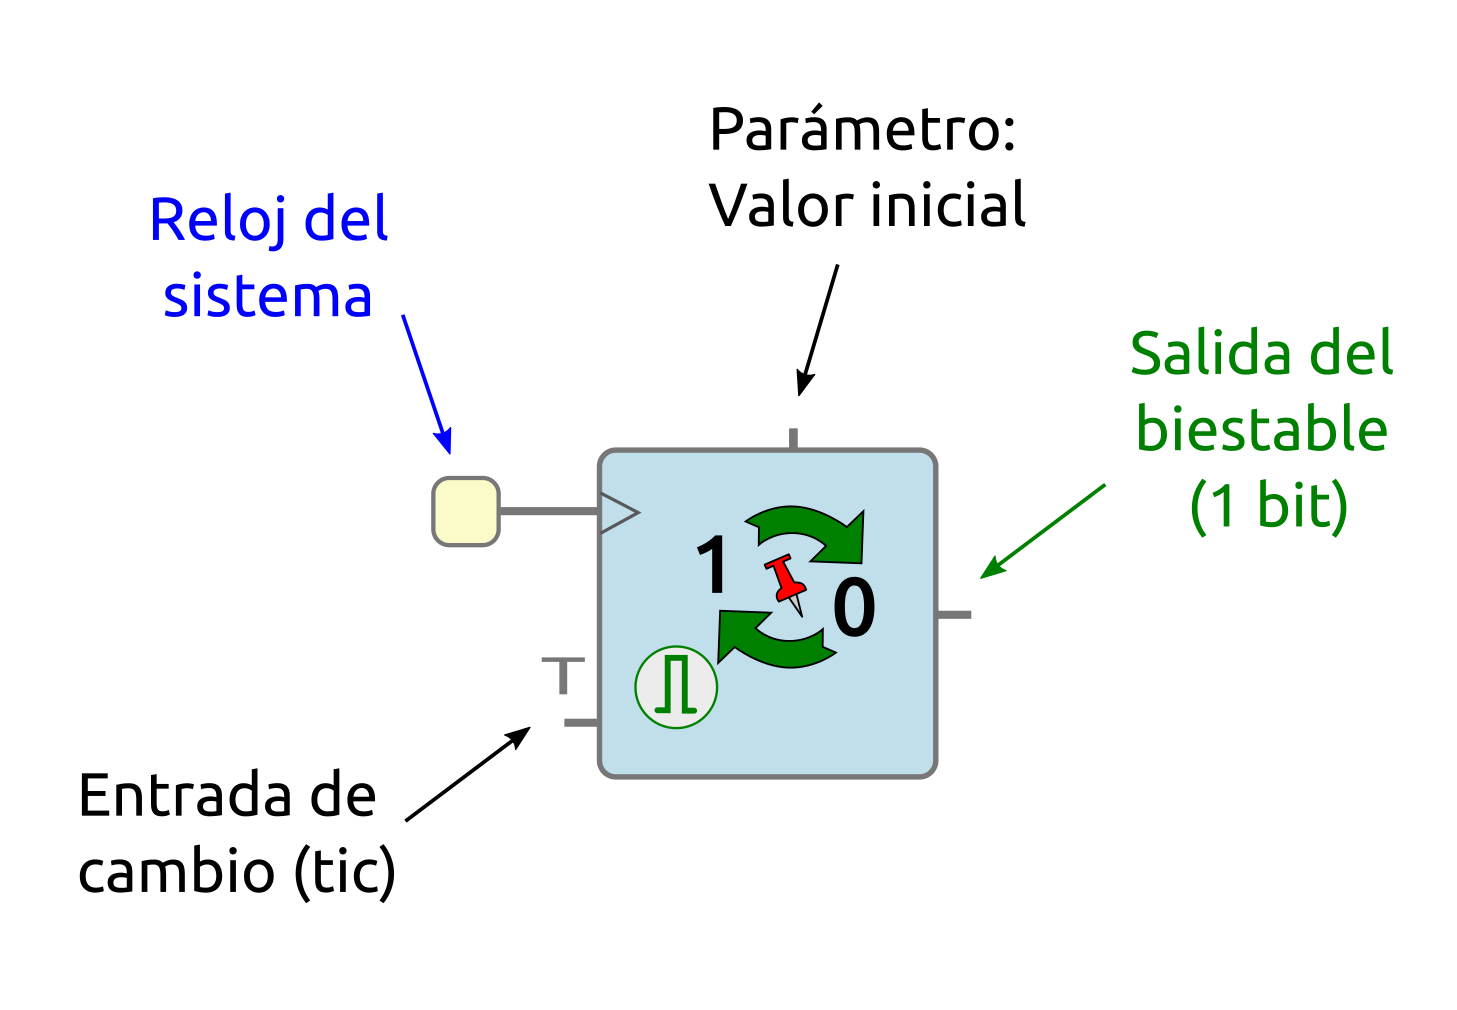 Parámetro:
Valor inicial
Reloj del
sistema
Salida del
biestable
(1 bit)
1
0
T
Entrada de
cambio (tic)